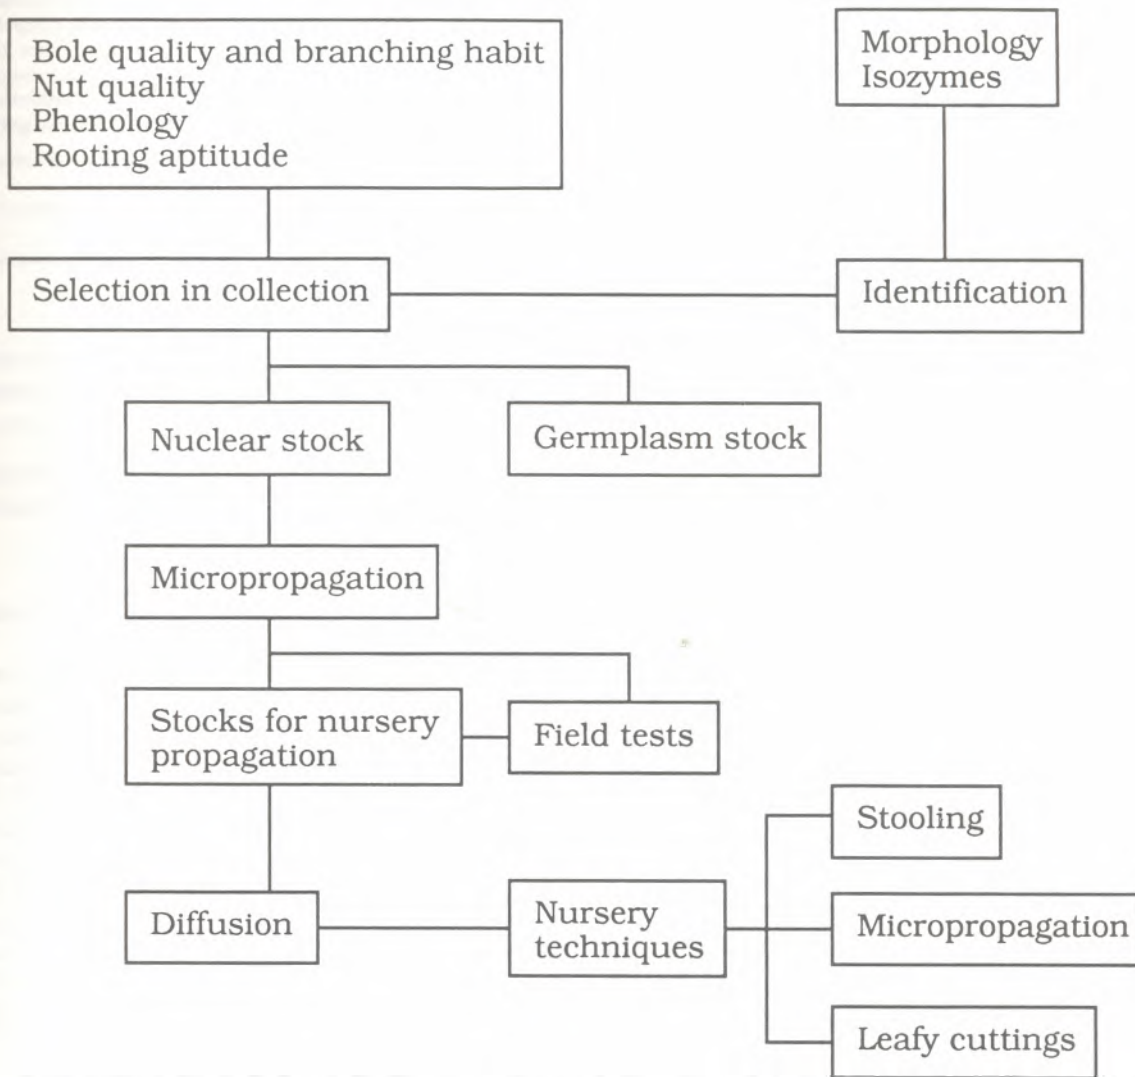 Bole quality and branching habit
Nut quality
Phenology
Rooting aptitude
Morphology
Isozymes
Selection in collection
Identification
Nuclear stock
Germplasm stock
Micropropagation
Stocks for nursery
propagation
Field tests
Stooling
Diffusion
Nursery
techniques
Micropropagation
Leafy cuttings